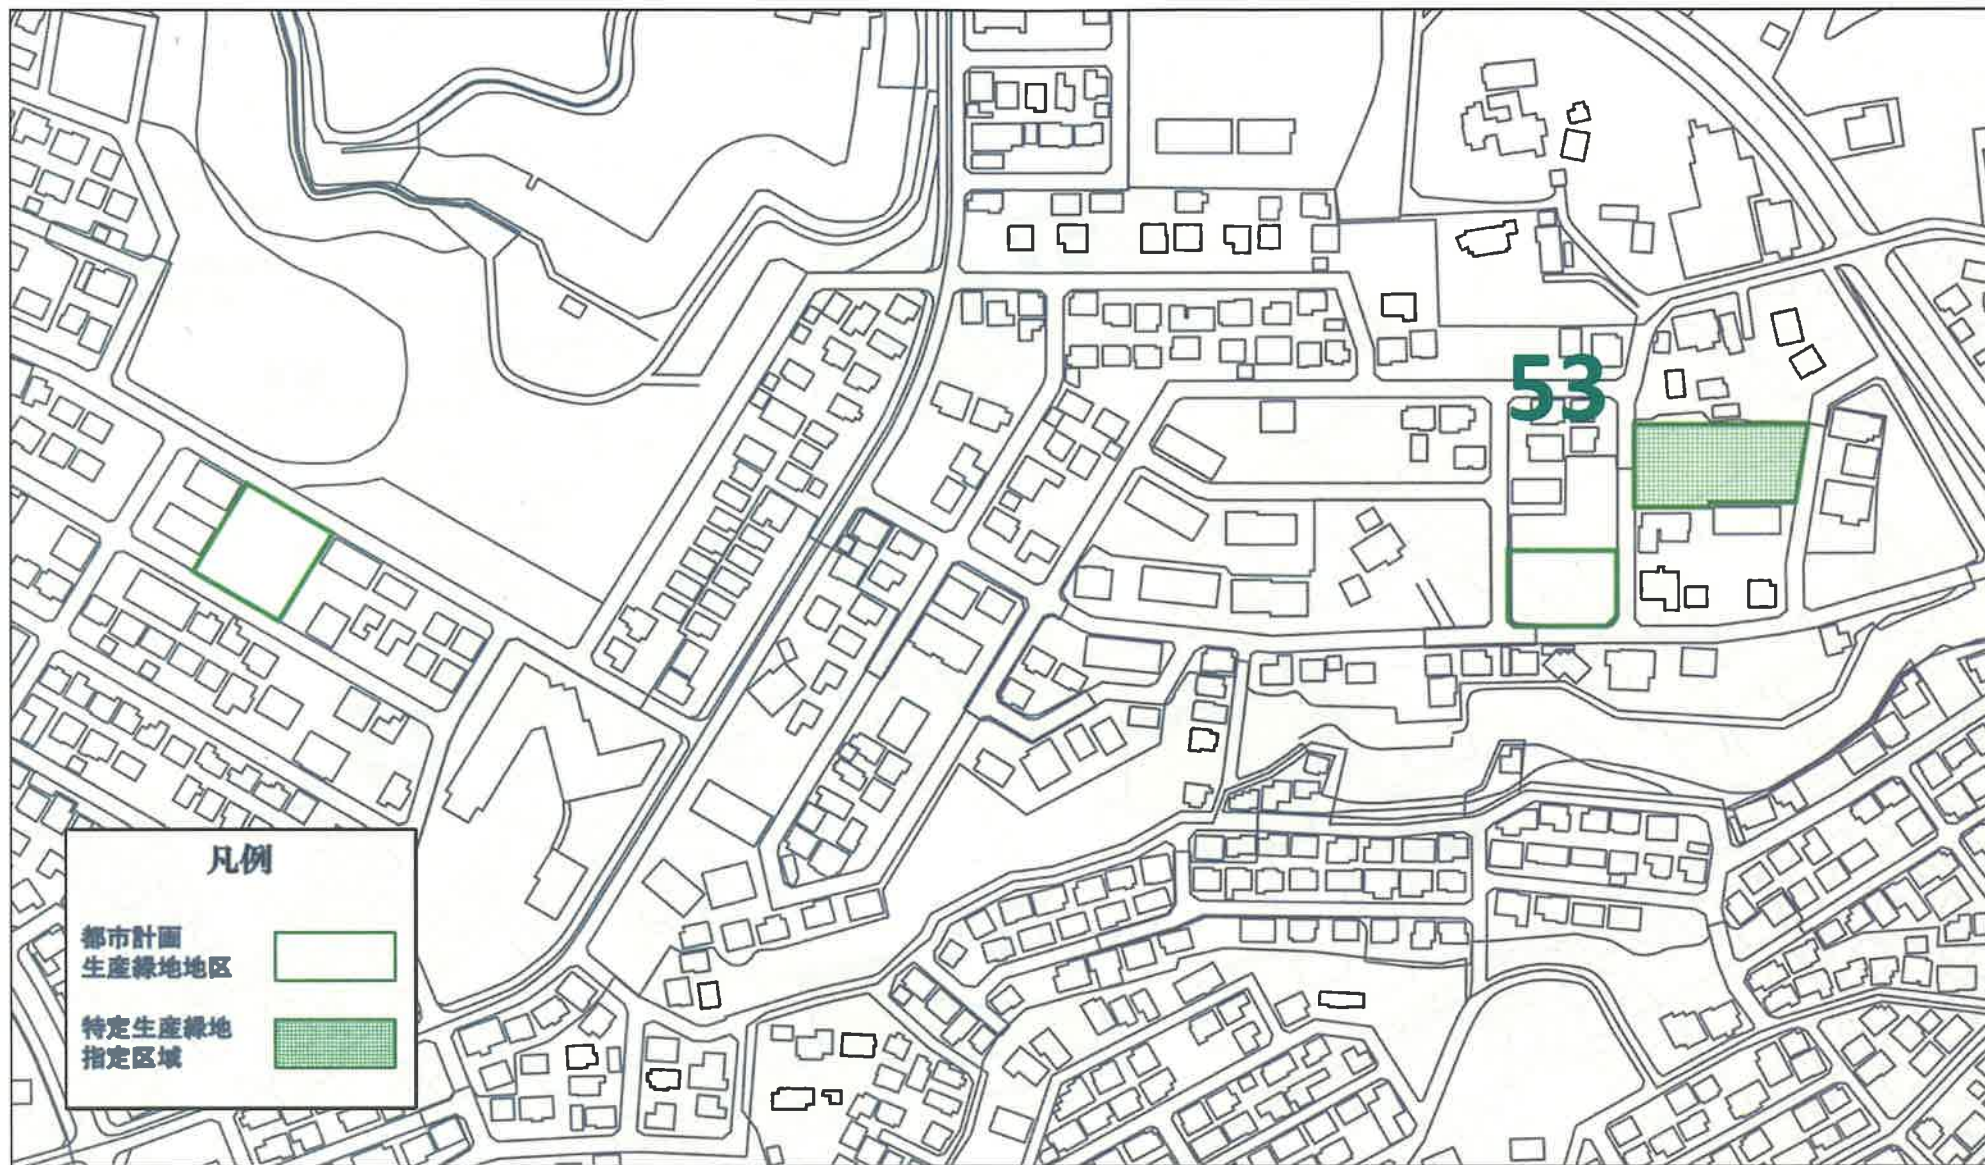 53
凡例
都市計画
生産緑地地区
特定生産緑地
指定区域